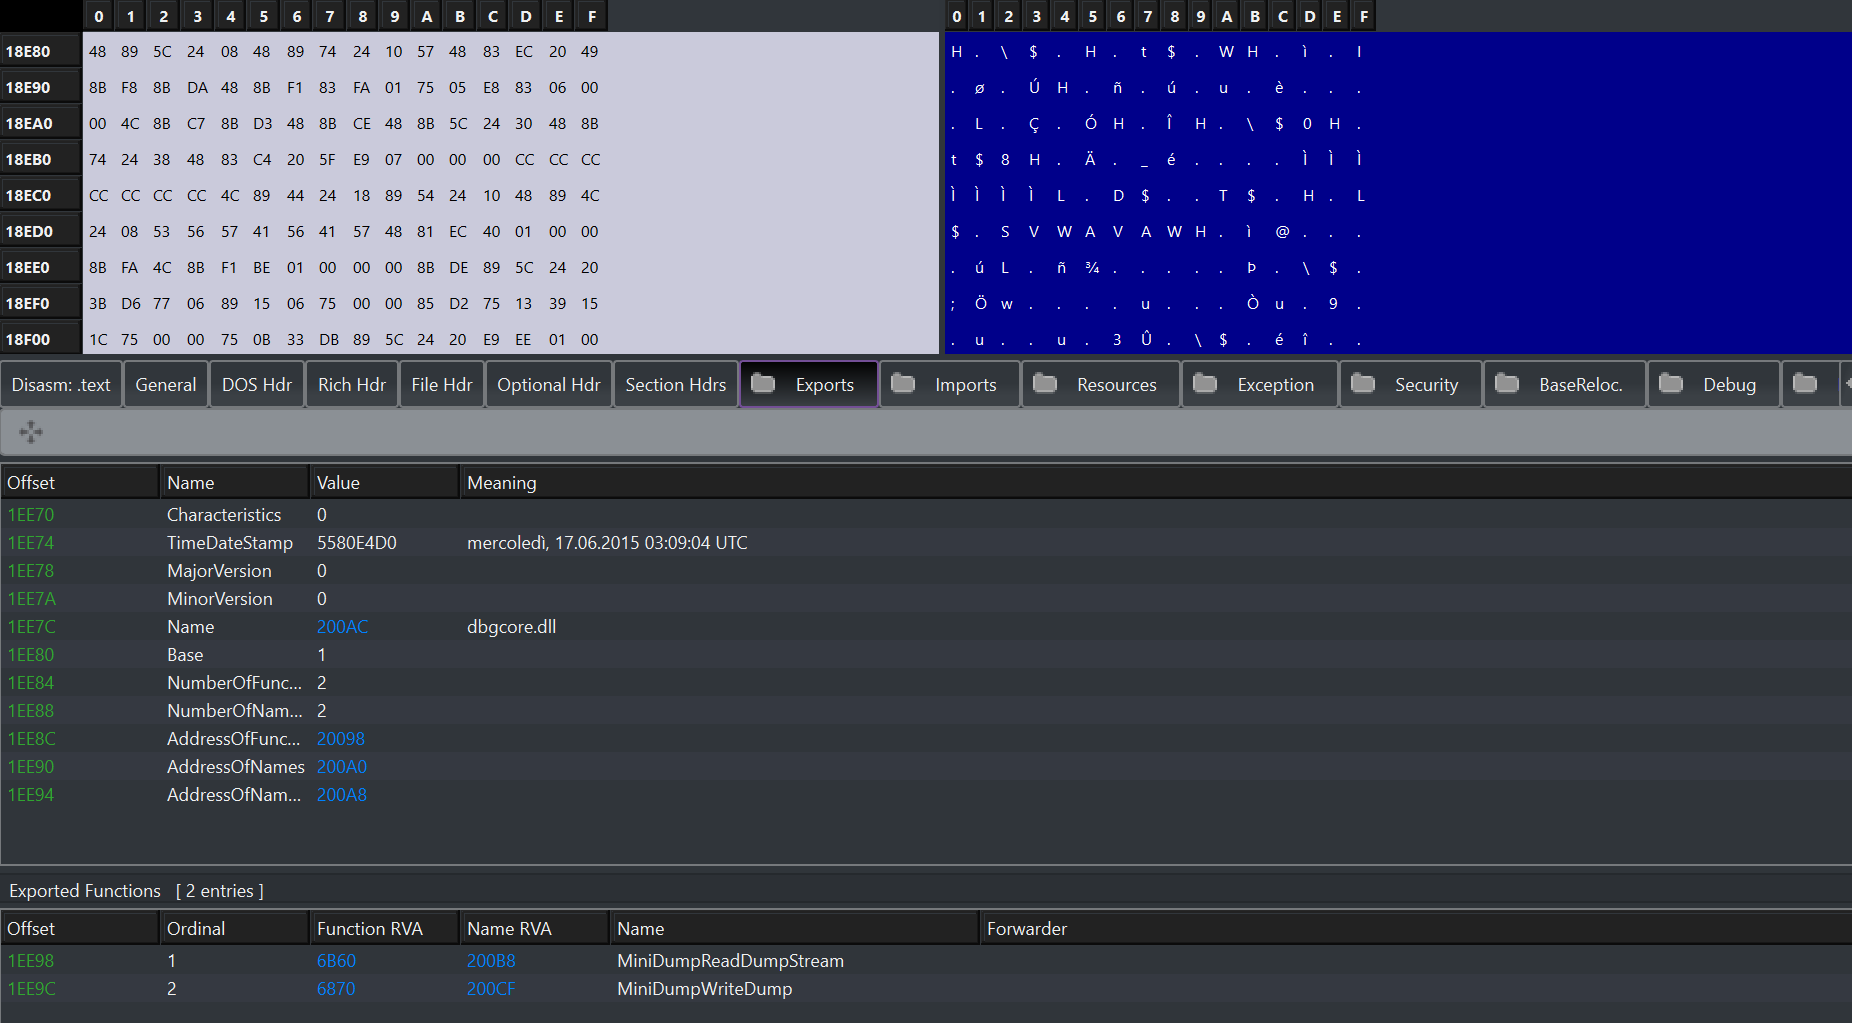 0 1 2 3 4 5 6 7 8 9 A B C D E F 0 1 2 3 4 5 6 7 8 9 A B C D E F
18E80 48 89 5C 24 08 48 89 74 24 10 57 48 83 EC 20 49 H . \ $ . H . t $ . W H . ì . I
18E90 8B F8 8B DA 48 8B F1 83 FA 01 75 05 E8 83 06 00 . ø . Ú H . ñ . ú . u . è . . .
18EA0 00 4C 8B C7 8B D3 48 8B CE 48 8B 5C 24 30 48 8B . L . Ç . Ó H . Î H . \ $ 0 H .
18EB0 74 24 38 48 83 C4 20 5F E9 07 00 00 00 CC CC CC t $ 8 H . Ä . _ é . . . . Ì Ì Ì
18EC0 CC CC CC CC 4C 89 44 24 18 89 54 24 10 48 89 4C Ì Ì Ì Ì L . D $ . . T $ . H . L
18ED0 24 08 53 56 57 41 56 41 57 48 81 EC 40 01 00 00 $ . S V W A V A W H . ì @ . . .
18EE0 8B FA 4C 8B F1 BE 01 00 00 00 8B DE 89 5C 24 20 . ú L . ñ ¾ . . . . . Þ . \ $ .
18EF0 3B D6 77 06 89 15 06 75 00 00 85 D2 75 13 39 15 ; Ö w . . . . u . . . Ò u . 9 .
18F00 1C 75 00 00 75 0B 33 DB 89 5C 24 20 E9 EE 01 00 . u . . u . 3 Û . \ $ . é î . .
Disasm: .text General DOS Hdr Rich Hdr File Hdr Optional Hdr Section Hdrs Exports Imports Resources Exception Security BaseReloc. Debug
Offset Name Value Meaning
1EE70 Characteristics 0
1EE74 TimeDateStamp 5580E4D0 mercoledì, 17.06.2015 03:09:04 UTC
1EE78 MajorVersion 0
1EE7A MinorVersion 0
1EE7C Name 200AC dbgcore.dll
1EE80 Base 1
1EE84 NumberOfFunc... 2
1EE88 NumberOfNam... 2
1EE8C AddressOfFunc... 20098
1EE90 AddressOfNames 200A0
1EE94 AddressOfNam... 200A8
Exported Functions [ 2 entries ]
Offset Ordinal Function RVA Name RVA Name Forwarder
1EE98 1 6B60 200B8 MiniDumpReadDumpStream
1EE9C 2 6870 200CF MiniDumpWriteDump